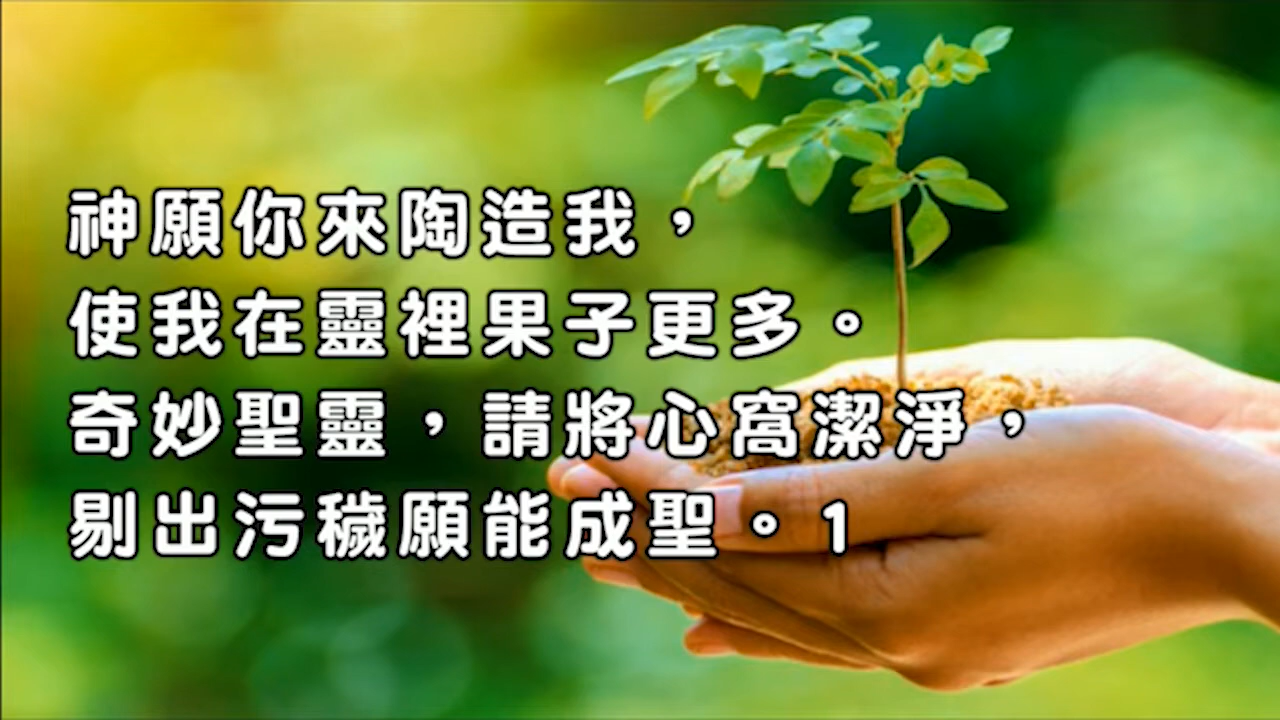 神願你來陶造我，
使我在靈裡果子更多。
奇妙聖靈，請將心窩潔淨，
剔出污穢願能成聖。1